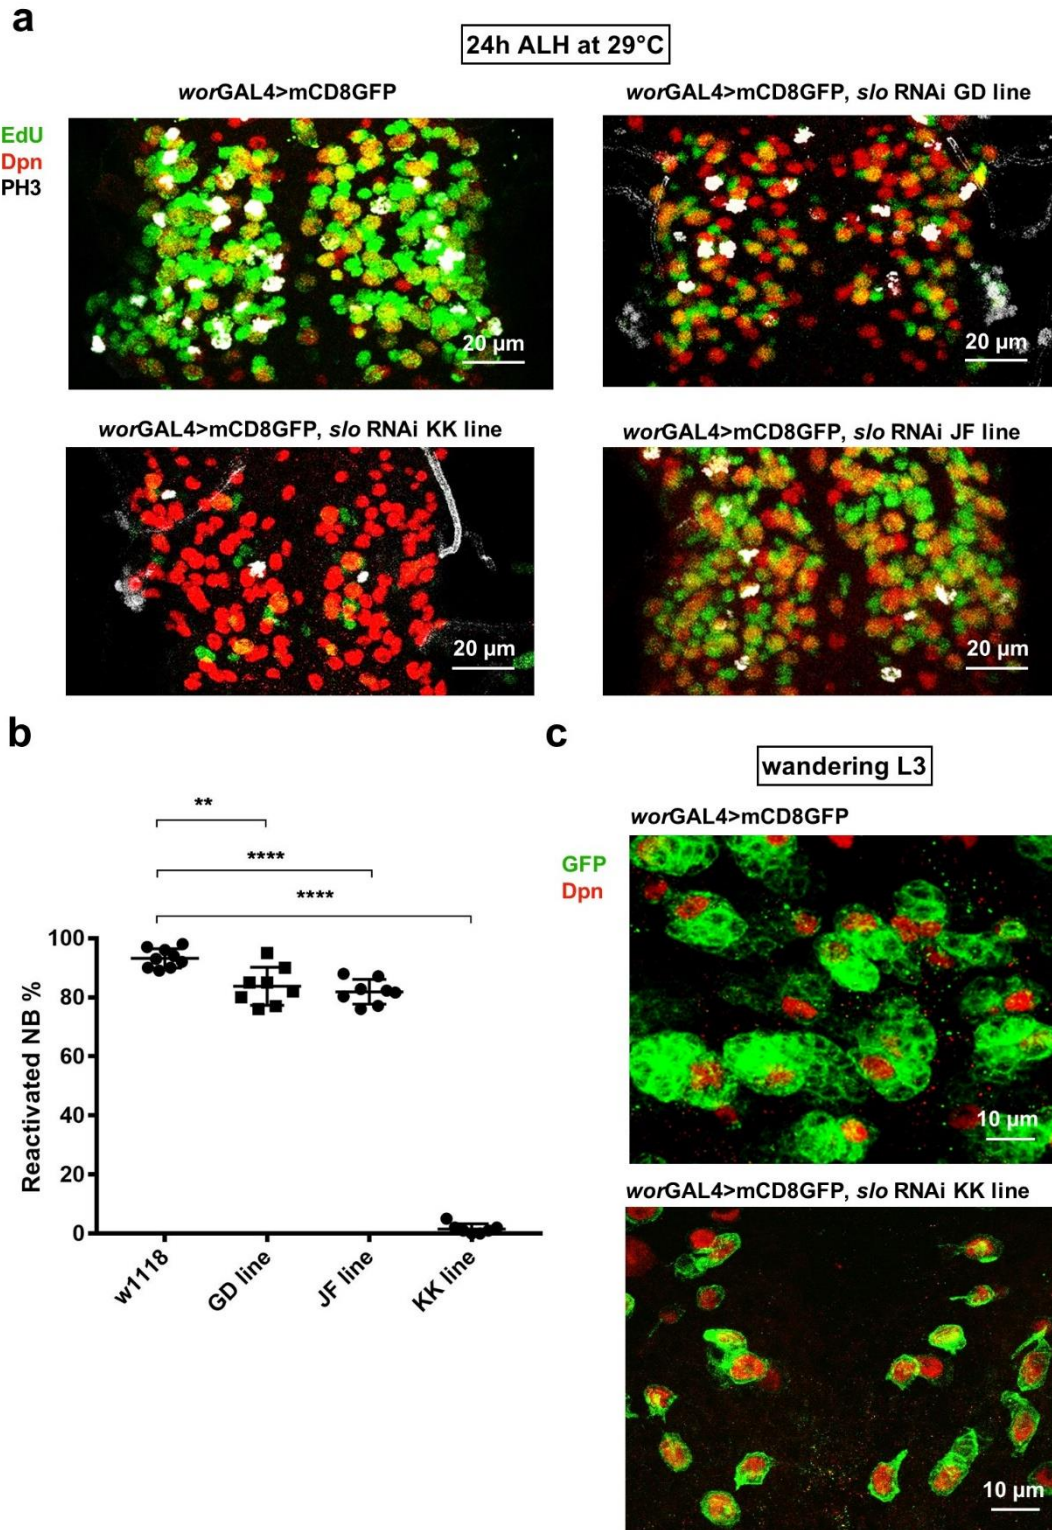 a
24h ALH at 29°C
worGAL4>mCD8GFP
worGAL4>mCD8GFP, slo RNAi GD line
EdU
Dpn
PH3
20 µm
20 µm
worGAL4>mCD8GFP, slo RNAi KK line
worGAL4>mCD8GFP, slo RNAi JF line
20 µm
20 µm
b
**
****
****
Reactivated NB %
100
80
60
40
20
0
w1118
GD line
JF line
KK line
c
wandering L3
worGAL4>mCD8GFP
GFP
Dpn
10 µm
worGAL4>mCD8GFP, slo RNAi KK line
10 µm